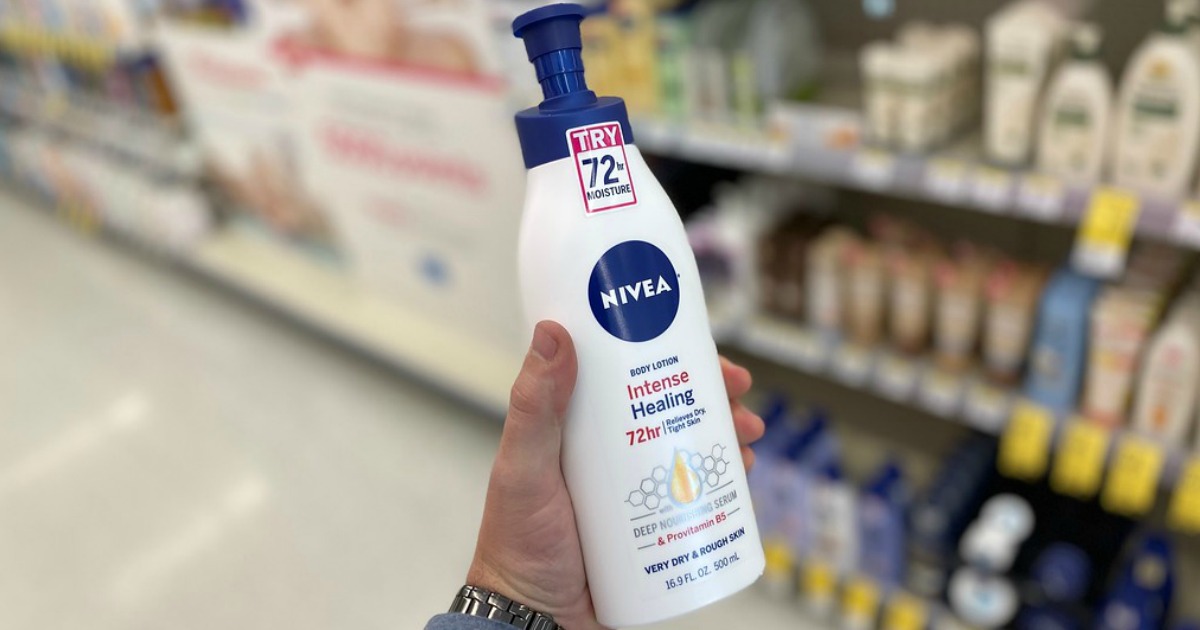 TRY
72hr
MOISTURE
NIVEA
BODY LOTION
Intense
Healing
72hr Relieves Dry,
Tight Skin
with
DEEP NOURISHING SERUM
& Provitamin B5
VERY DRY & ROUGH SKIN
16.9 FL. OZ. 500 mL